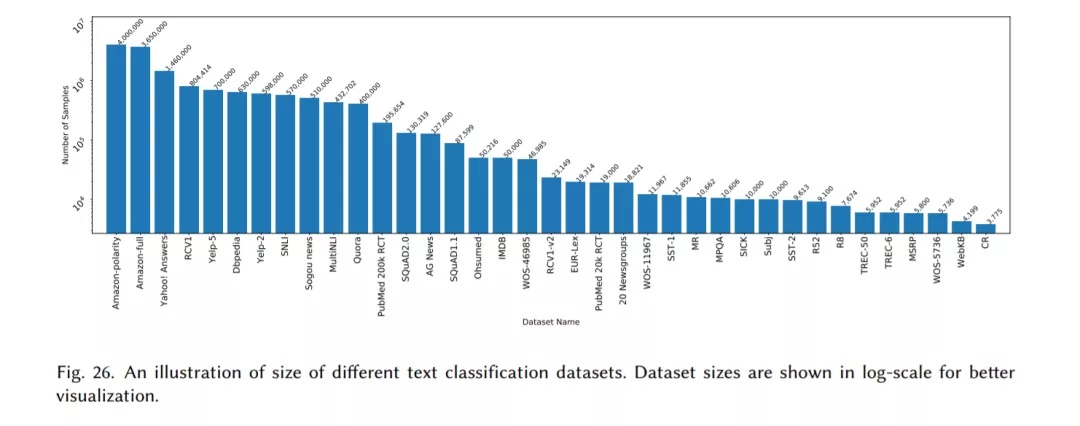 10⁷
10⁶
10⁵
10⁴
Number of Samples
4,000,000
3,650,000
1,460,000
804,414
700,000
630,000
598,000
570,000
510,000
432,702
400,000
195,654
130,319
127,600
87,599
50,216
50,000
46,985
23,149
19,314
19,000
18,821
11,967
11,855
10,662
10,606
10,000
10,000
9,613
9,100
7,674
5,952
5,952
5,800
5,736
4,199
3,775
Amazon-polarity
Amazon-full
Yahoo! Answers
RCV1
Yelp-5
Dbpedia
Yelp-2
SNLI
Sogou news
MultiNLI
Quora
PubMed 200k RCT
SQuAD2.0
AG News
SQuAD1.1
Ohsumed
IMDB
WOS-46985
RCV1-v2
EUR-Lex
PubMed 20k RCT
20 Newsgroups
WOS-11967
SST-1
MR
MPQA
SICK
Subj
SST-2
R52
R8
TREC-50
TREC-6
MSRP
WOS-5736
WebKB
CR
Dataset Name
Fig. 26. An illustration of size of different text classification datasets. Dataset sizes are shown in log-scale for better
visualization.